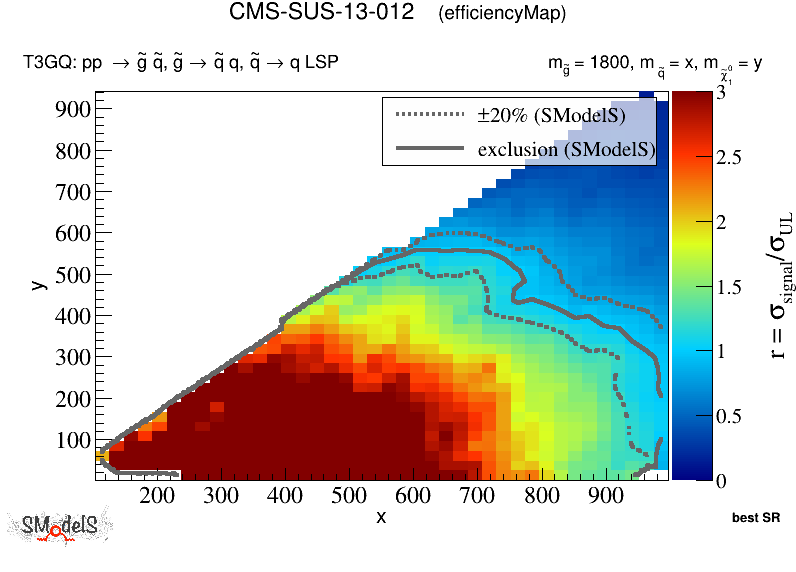 CMS-SUS-13-012 (efficiencyMap)
T3GQ: pp → g̃ q̃, g̃ → q̃ q, q̃ → q LSP
m_g̃ = 1800, m_q̃ = x, m_χ̃₁⁰ = y
±20% (SModelS)
exclusion (SModelS)
900
800
700
600
500
400
300
200
100
y
200 300 400 500 600 700 800 900
x
3
2.5
2
1.5
1
0.5
0
r = σ_signal/σ_UL
SModelS
best SR